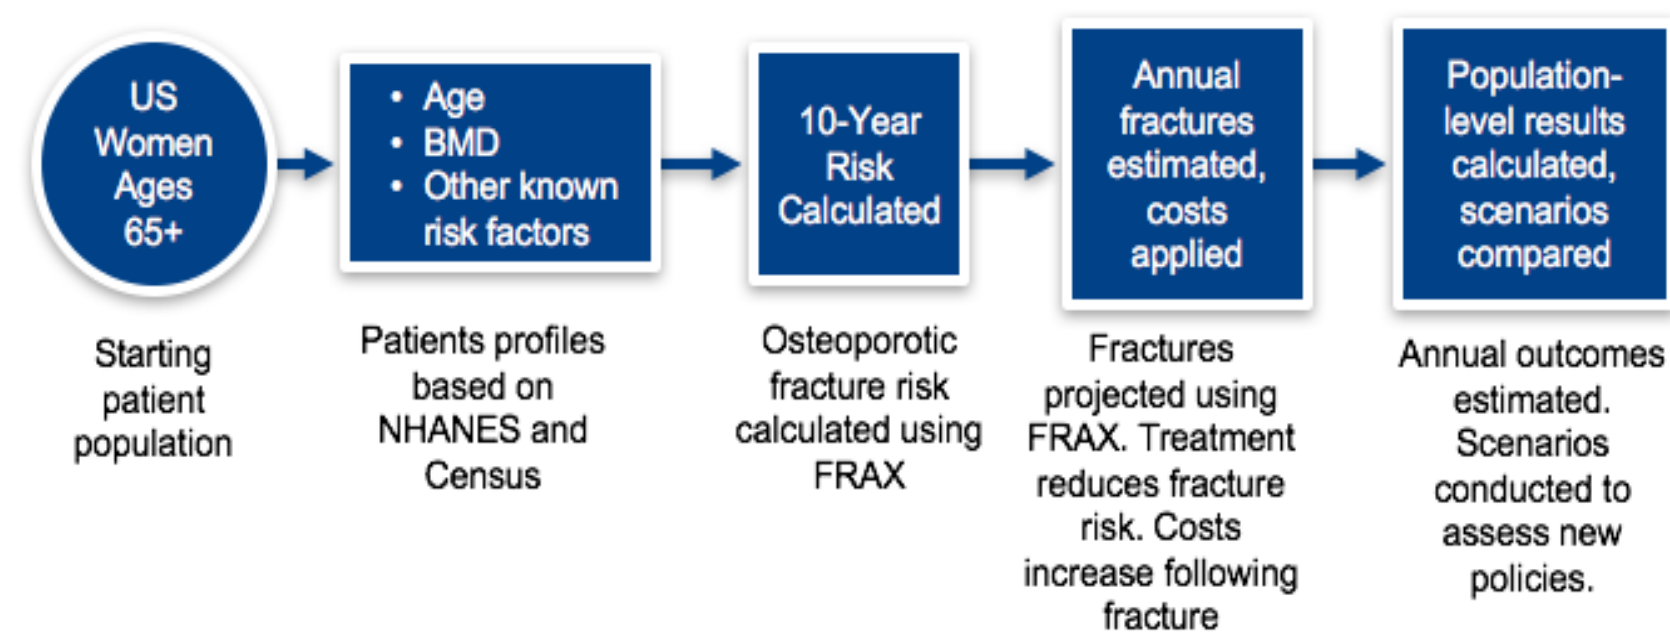 US
Women
Ages
65+
• Age
• BMD
• Other known
risk factors
10-Year
Risk
Calculated
Annual
fractures
estimated,
costs
applied
Population-
level results
calculated,
scenarios
compared
Starting
patient
population
Patients profiles
based on
NHANES and
Census
Osteoporotic
fracture risk
calculated using
FRAX
Fractures
projected using
FRAX. Treatment
reduces fracture
risk. Costs
increase following
fracture
Annual outcomes
estimated.
Scenarios
conducted to
assess new
policies.